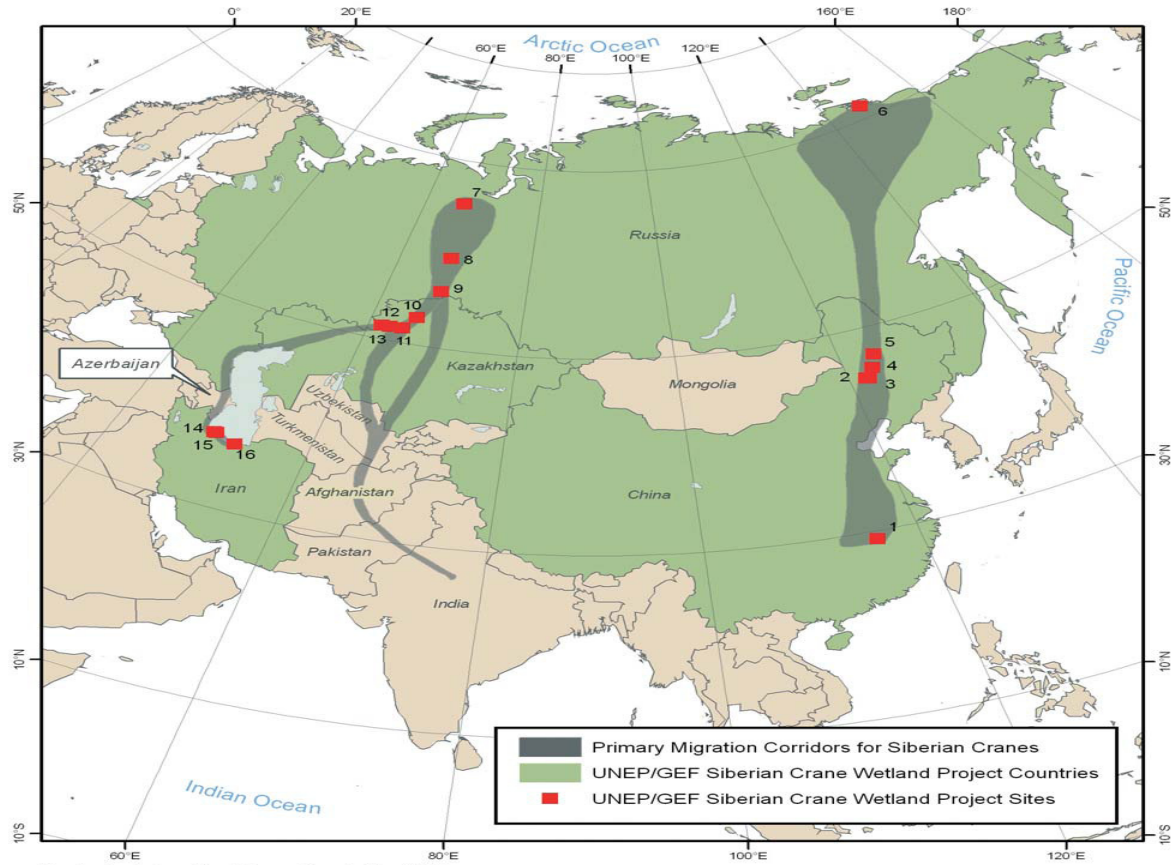 0°
20°E
160°E
180°
Arctic Ocean
60°E
80°E
100°E
120°E
6
50°N
7
50°N
Russia
8
9
10
12
13
11
Pacific Ocean
5
Azerbaijan
Kazakhstan
Mongolia
4
2
3
Uzbekistan
Turkmenistan
14
15
16
30°N
30°N
Iran
Afghanistan
China
1
Pakistan
India
10°N
10°N
Primary Migration Corridors for Siberian Cranes
UNEP/GEF Siberian Crane Wetland Project Countries
UNEP/GEF Siberian Crane Wetland Project Sites
Indian Ocean
10°S
10°S
60°E
80°E
100°E
120°E